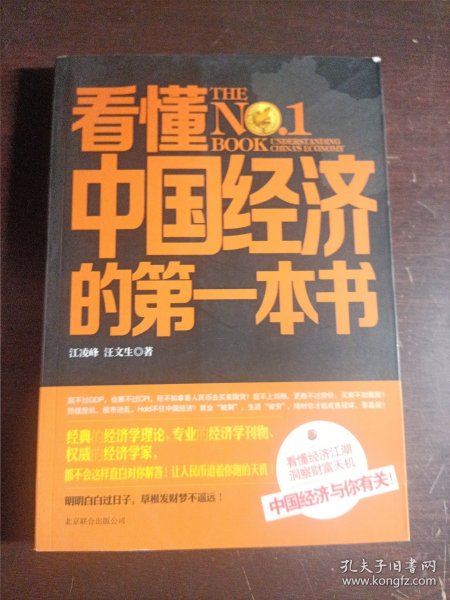 看懂
THE
NO.1
BOOK
UNDERSTANDING
CHINA'S ECONOMY
中国经济
的第一本书
江凌峰 汪文生◎著
经典的经济学理论、专业的经济学刊物、
权威的经济学家,
都不会这样直白对你解答!让人民币追着你跑的天机!
明明白白过日子,草根发财梦不遥远!
北京联合出版公司
看懂经济江湖
洞察财富天机
中国经济与你有关!
孔夫子旧书网
www.kongfz.com